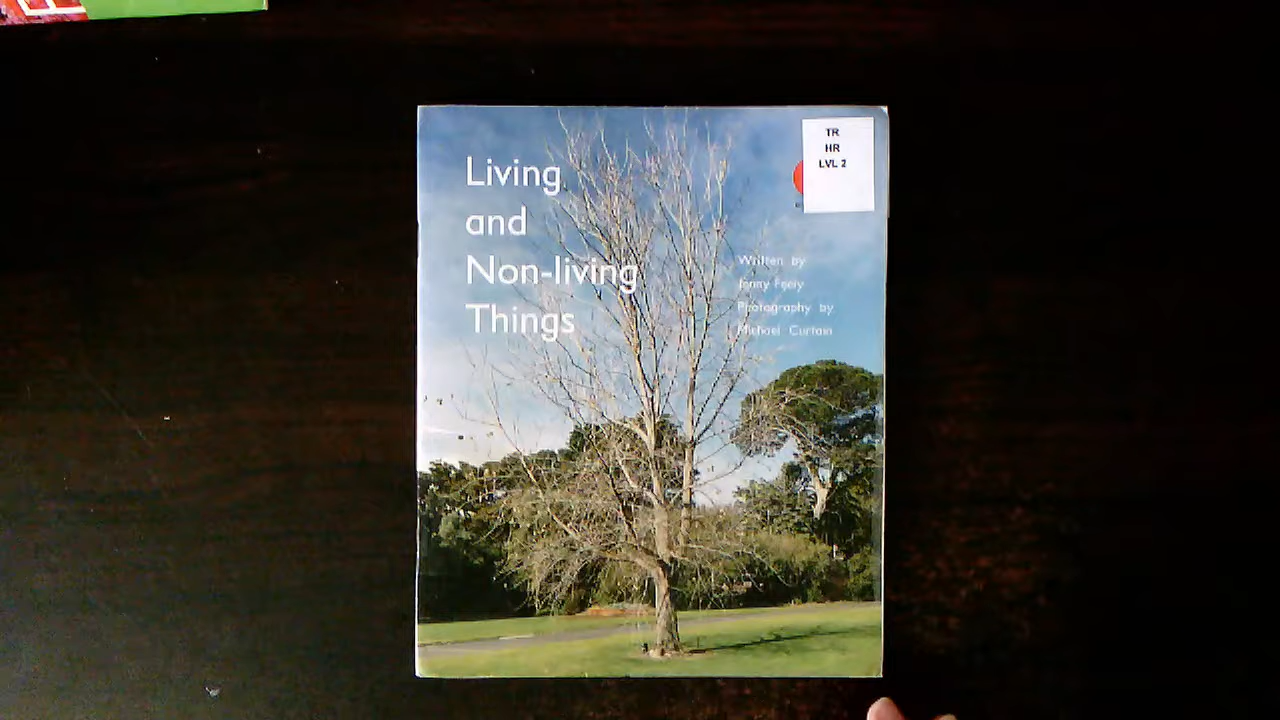 Living
and
Non-living
Things
TR
HR
LVL 2
Written by
Jenny Feely
Photography by
Michael Curtain